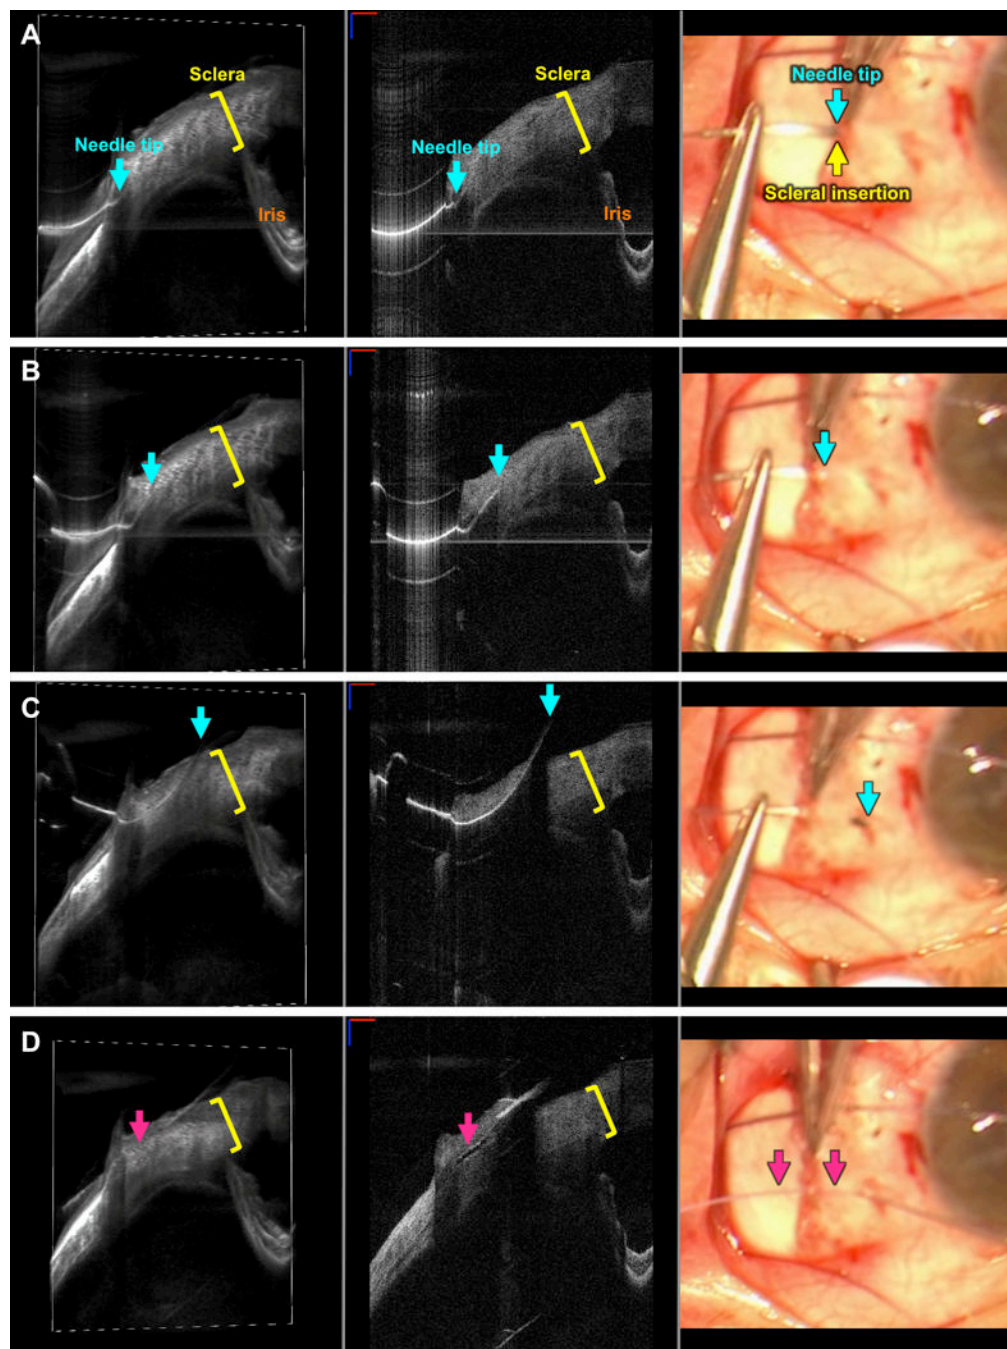 A
Sclera
Needle tip
Iris
Sclera
Needle tip
Iris
Needle tip
Scleral insertion
B
C
D